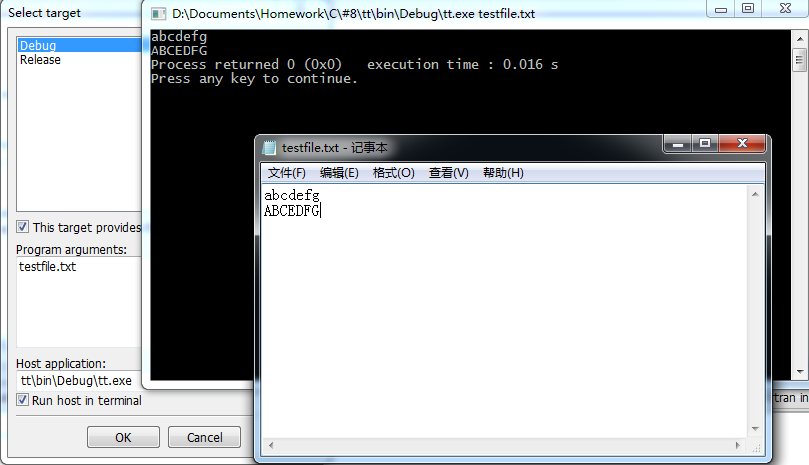 Select target
Debug
Release
This target provides
Program arguments:
testfile.txt
Host application:
tt\bin\Debug\tt.exe
Run host in terminal
OK
Cancel
D:\Documents\Homework\C\#8\tt\bin\Debug\tt.exe testfile.txt
abcdefg
ABCEDFG
Process returned 0 (0x0)   execution time : 0.016 s
Press any key to continue.
testfile.txt - 记事本
文件(F) 编辑(E) 格式(O) 查看(V) 帮助(H)
abcdefg
ABCEDFG
tran in